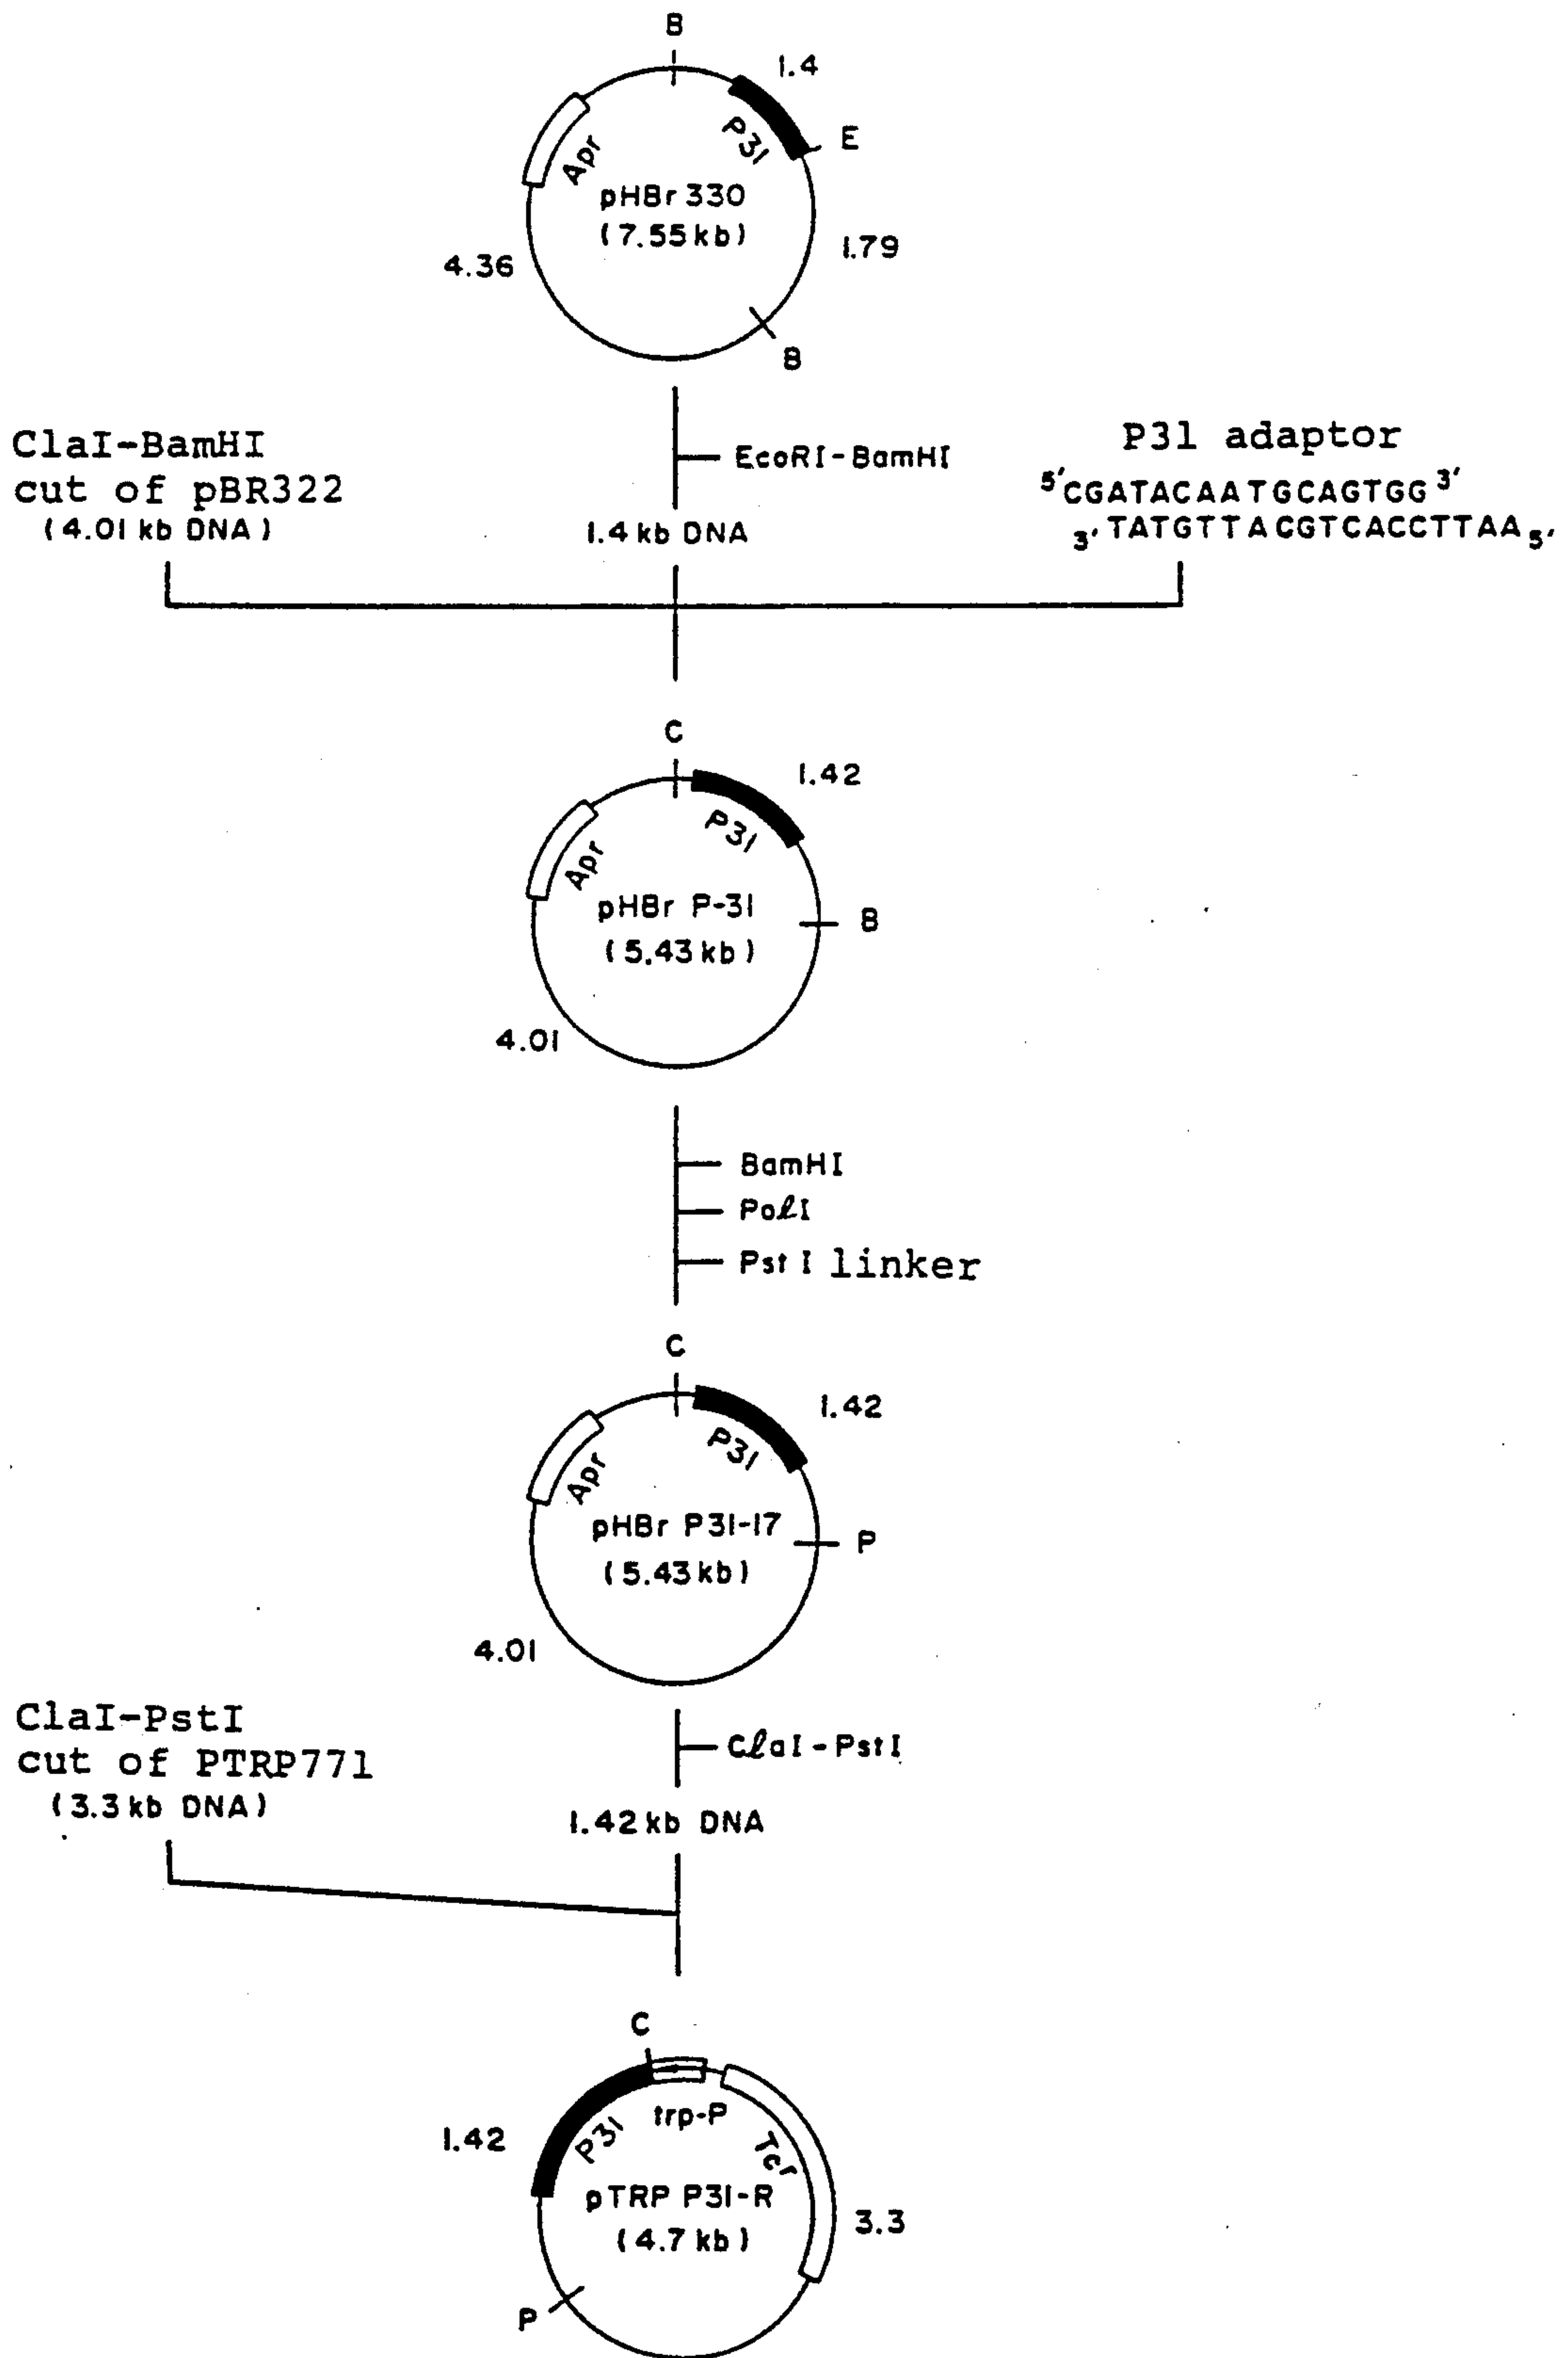 B
1.4
P31
E
Apr
pHBr 330
(7.55 kb)
4.36
1.79
B
ClaI-BamHI
cut of pBR322
(4.01 kb DNA)
EcoRI-BamHI
1.4 kb DNA
P31 adaptor
5'CGATACAATGCAGTGG3'
3'TATGTTACGTCACCTTAA5'
C
1.42
P31
Apr
pHBr P-31
(5.43 kb)
B
4.01
BamHI
PolI
Pst I linker
C
1.42
P31
Apr
pHBr P31-17
(5.43 kb)
P
4.01
ClaI-PstI
cut of PTRP771
(3.3 kb DNA)
ClaI-PstI
1.42 kb DNA
C
trp-P
1.42
P31
Tcr
pTRP P31-R
(4.7 kb)
3.3
P